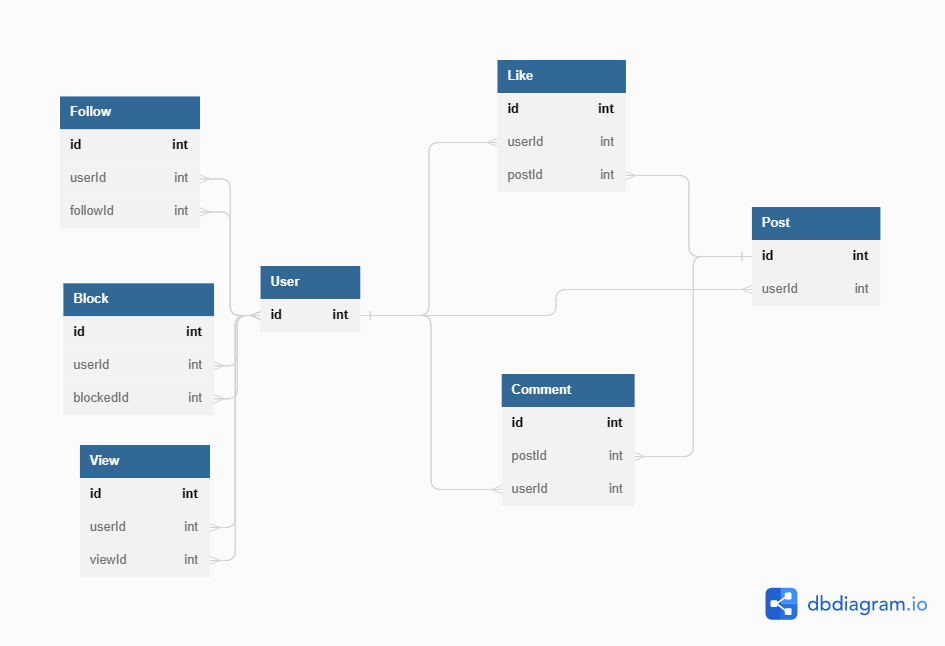 Follow
id int
userId int
followId int
Block
id int
userId int
blockedId int
View
id int
userId int
viewId int
User
id int
Like
id int
userId int
postId int
Comment
id int
postId int
userId int
Post
id int
userId int
dbdiagram.io